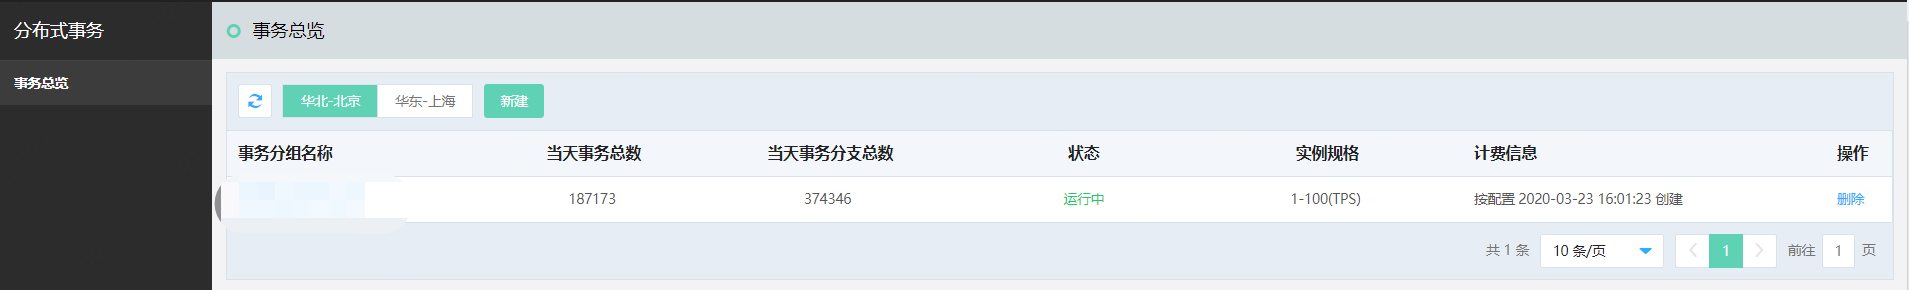 分布式事务
事务总览
事务总览
华北-北京 华东-上海 新建
事务分组名称 当天事务总数 当天事务分支总数 状态 实例规格 计费信息 操作
187173 374346 运行中 1-100(TPS) 按配置 2020-03-23 16:01:23 创建 删除
共 1 条 10 条/页 1 前往 1 页